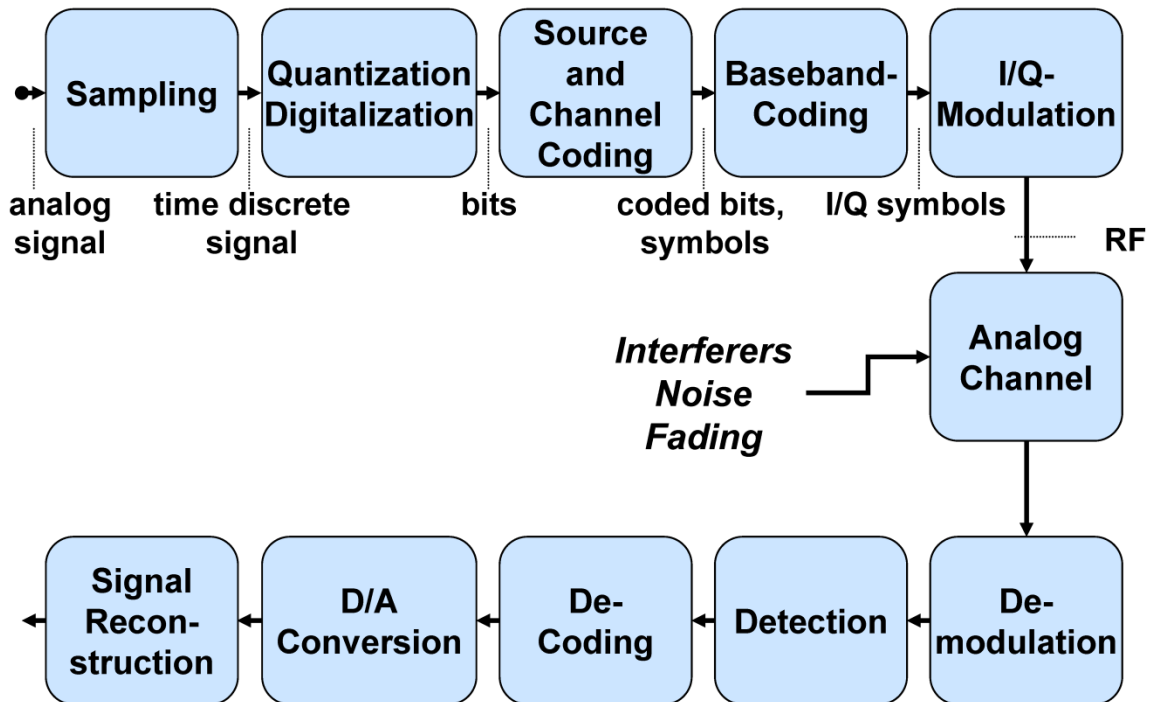 Sampling
Quantization
Digitalization
Source
and
Channel
Coding
Baseband-
Coding
I/Q-
Modulation
analog
signal
time discrete
signal
bits
coded bits,
symbols
I/Q symbols
RF
Interferers
Noise
Fading
Analog
Channel
Signal
Recon-
struction
D/A
Conversion
De-
Coding
Detection
De-
modulation